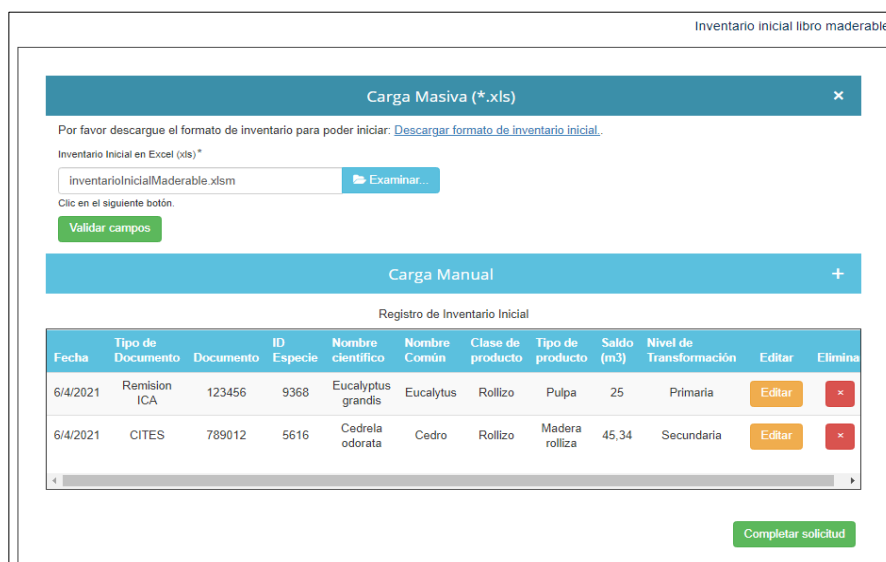 Inventario inicial libro maderable
Carga Masiva (*.xls) ×
Por favor descargue el formato de inventario para poder iniciar: Descargar formato de inventario inicial..
Inventario Inicial en Excel (xls)*
inventarioInicialMaderable.xlsm Examinar...
Clic en el siguiente botón.
Validar campos
Carga Manual +
Registro de Inventario Inicial
Fecha Tipo de Documento Documento ID Especie Nombre científico Nombre Común Clase de producto Tipo de producto Saldo (m3) Nivel de Transformación Editar Elimina
6/4/2021 Remision ICA 123456 9368 Eucalyptus grandis Eucalytus Rollizo Pulpa 25 Primaria Editar ×
6/4/2021 CITES 789012 5616 Cedrela odorata Cedro Rollizo Madera rolliza 45,34 Secundaria Editar ×
Completar solicitud